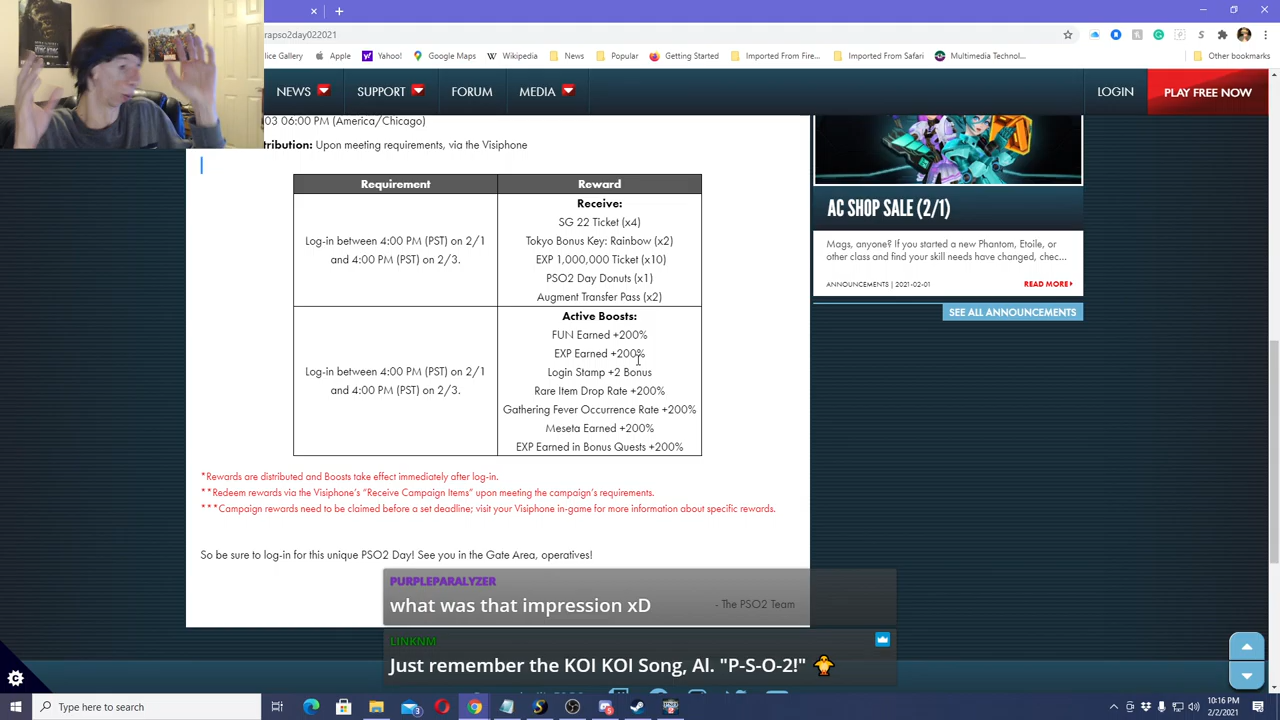 rapso2day022021
lice Gallery
Apple
Yahoo!
Google Maps
Wikipedia
News
Popular
Getting Started
Imported From Fire...
Imported From Safari
Multimedia Technol...
Other bookmarks
NEWS
SUPPORT
FORUM
MEDIA
LOGIN
PLAY FREE NOW
03 06:00 PM (America/Chicago)
tribution: Upon meeting requirements, via the Visiphone
Requirement
Reward
Log-in between 4:00 PM (PST) on 2/1
and 4:00 PM (PST) on 2/3.
Receive:
SG 22 Ticket (x4)
Tokyo Bonus Key: Rainbow (x2)
EXP 1,000,000 Ticket (x10)
PSO2 Day Donuts (x1)
Augment Transfer Pass (x2)
Log-in between 4:00 PM (PST) on 2/1
and 4:00 PM (PST) on 2/3.
Active Boosts:
FUN Earned +200%
EXP Earned +200%
Login Stamp +2 Bonus
Rare Item Drop Rate +200%
Gathering Fever Occurrence Rate +200%
Meseta Earned +200%
EXP Earned in Bonus Quests +200%
*Rewards are distributed and Boosts take effect immediately after log-in.
**Redeem rewards via the Visiphone's "Receive Campaign Items" upon meeting the campaign's requirements.
***Campaign rewards need to be claimed before a set deadline; visit your Visiphone in-game for more information about specific rewards.
So be sure to log-in for this unique PSO2 Day! See you in the Gate Area, operatives!
- The PSO2 Team
AC SHOP SALE (2/1)
Mags, anyone? If you started a new Phantom, Etoile, or
other class and find your skill needs have changed, chec...
ANNOUNCEMENTS | 2021-02-01
READ MORE
SEE ALL ANNOUNCEMENTS
PURPLEPARALYZER
what was that impression xD
LINKNM
Just remember the KOI KOI Song, Al. "P-S-O-2!"
Type here to search
10:16 PM
2/2/2021